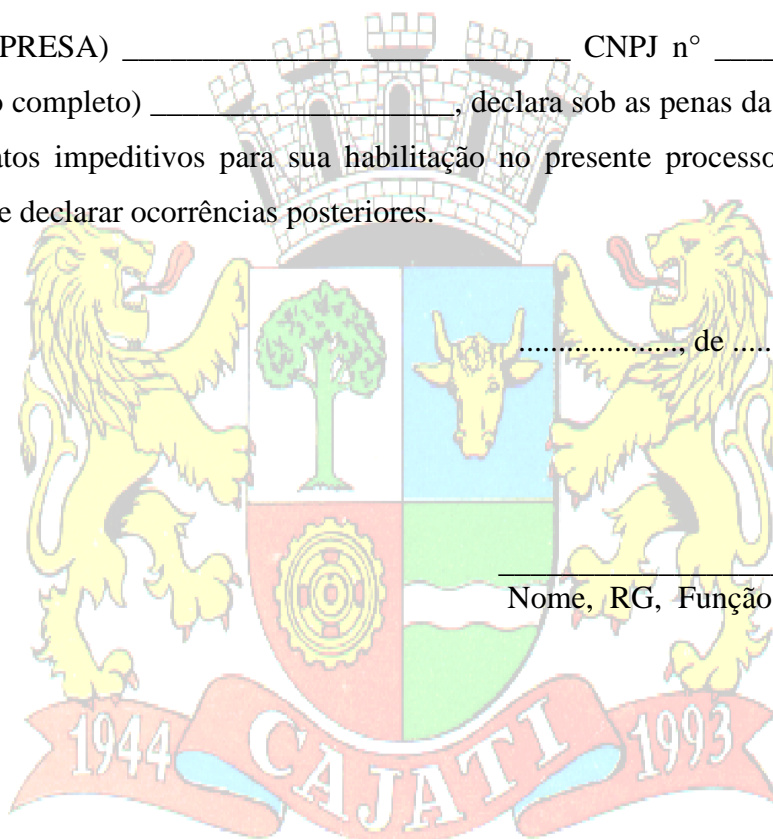 PRESA) ____________________________ CNPJ n° ____
o completo) ___________________, declara sob as penas da
atos impeditivos para sua habilitação no presente processo
e declarar ocorrências posteriores.
...................., de .....
__________________
Nome, RG, Função
1944 CAJATI 1993